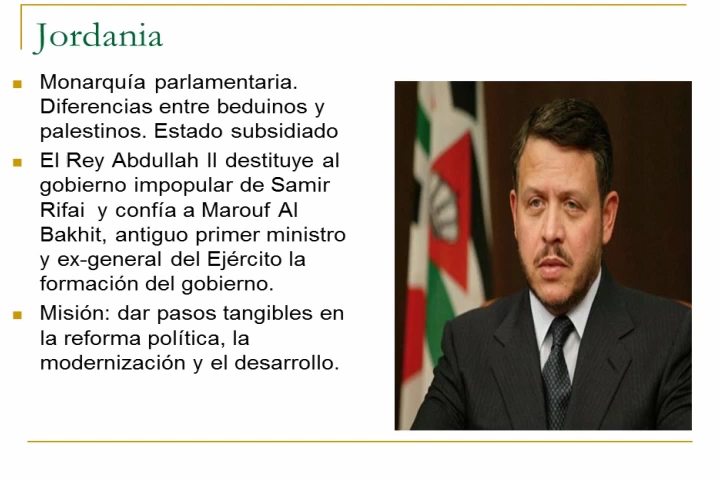 Jordania
Monarquía parlamentaria.
Diferencias entre beduinos y
palestinos. Estado subsidiado
El Rey Abdullah II destituye al
gobierno impopular de Samir
Rifai y confía a Marouf Al
Bakhit, antiguo primer ministro
y ex-general del Ejército la
formación del gobierno.
Misión: dar pasos tangibles en
la reforma política, la
modernización y el desarrollo.